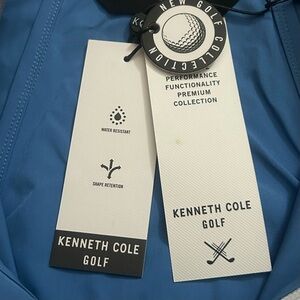 NEW GOLF COLLECTION
PERFORMANCE
FUNCTIONALITY
PREMIUM
COLLECTION
WATER RESISTANT
SHAPE RETENTION
KENNETH COLE
GOLF
KENNETH COLE
GOLF